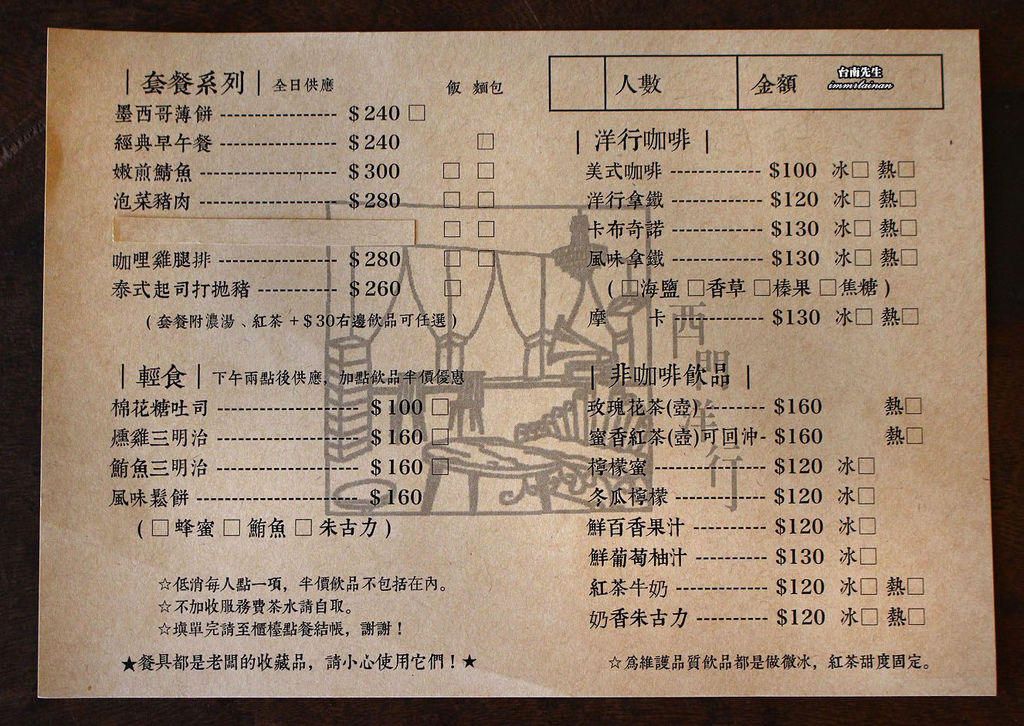 ｜套餐系列｜全日供應 飯 麵包
墨西哥薄餅 ---------------- $240 □
經典早午餐 ---------------- $240 □
嫩煎鯖魚 ------------------- $300 □ □
泡菜豬肉 ------------------- $280 □ □
□ □
咖哩雞腿排 ---------------- $280 □ □
泰式起司打拋豬 ----------- $260 □
(套餐附濃湯、紅茶 +$30右邊飲品可任選)
｜輕食｜下午兩點後供應，加點飲品半價優惠
棉花糖吐司 -------------------- $100 □
燻雞三明治 -------------------- $160 □
鮪魚三明治 -------------------- $160 □
風味鬆餅 ----------------------- $160
(□ 蜂蜜 □ 鮪魚 □ 朱古力)
☆低消每人點一項，半價飲品不包括在內。
☆不加收服務費茶水請自取。
☆填單完請至櫃檯點餐結帳，謝謝！
★餐具都是老闆的收藏品，請小心使用它們！★
人數 金額
台南先生
immrtainan
｜洋行咖啡｜
美式咖啡 ------------- $100 冰□ 熱□
洋行拿鐵 ------------- $120 冰□ 熱□
卡布奇諾 ------------- $130 冰□ 熱□
風味拿鐵 ------------- $130 冰□ 熱□
(□海鹽 □香草 □榛果 □焦糖)
摩 卡 ------------- $130 冰□ 熱□
｜非咖啡飲品｜
玫瑰花茶(壺) --------- $160 熱□
蜜香紅茶(壺)可回沖- $160 熱□
檸檬蜜 ---------------- $120 冰□
冬瓜檸檬 ------------- $120 冰□
鮮百香果汁 ---------- $120 冰□
鮮葡萄柚汁 ---------- $130 冰□
紅茶牛奶 ------------- $120 冰□ 熱□
奶香朱古力 ---------- $120 冰□ 熱□
☆為維護品質飲品都是做微冰，紅茶甜度固定。
西門洋行